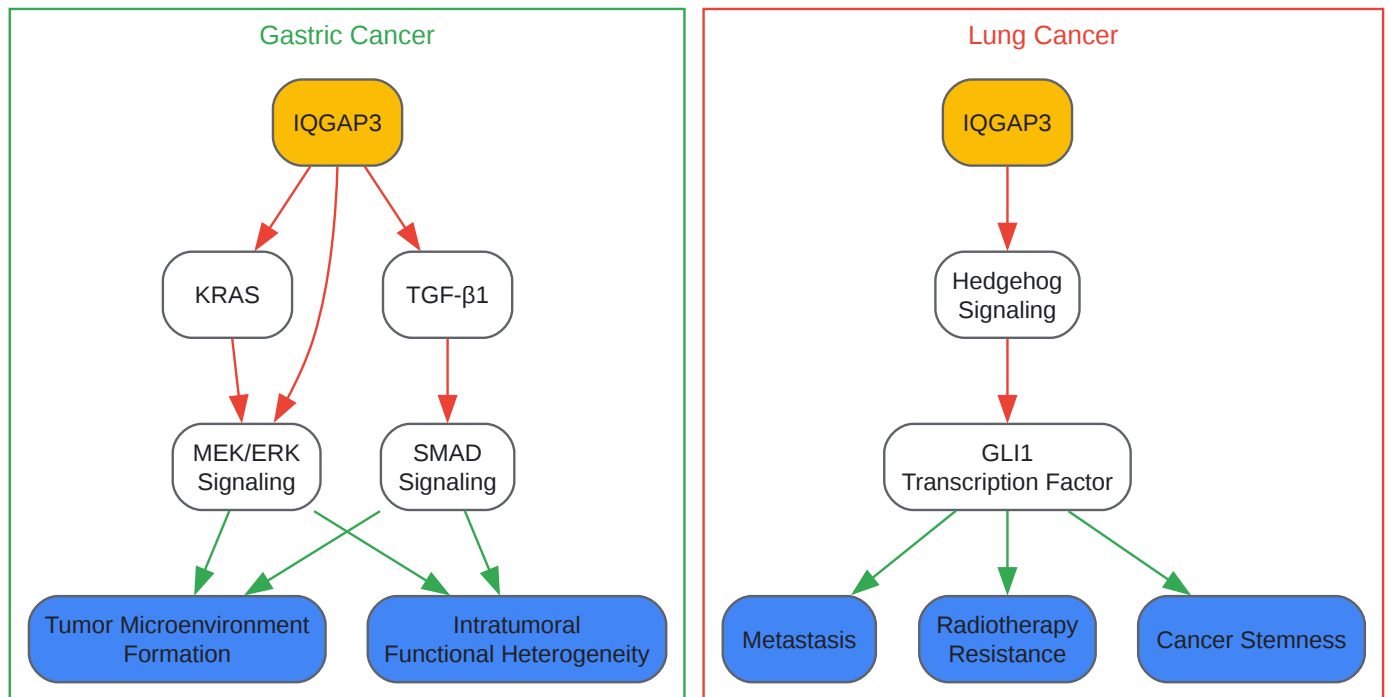 Gastric Cancer
IQGAP3
KRAS
TGF-β1
MEK/ERK
Signaling
SMAD
Signaling
Tumor Microenvironment
Formation
Intratumoral
Functional Heterogeneity
Lung Cancer
IQGAP3
Hedgehog
Signaling
GLI1
Transcription Factor
Metastasis
Radiotherapy
Resistance
Cancer Stemness